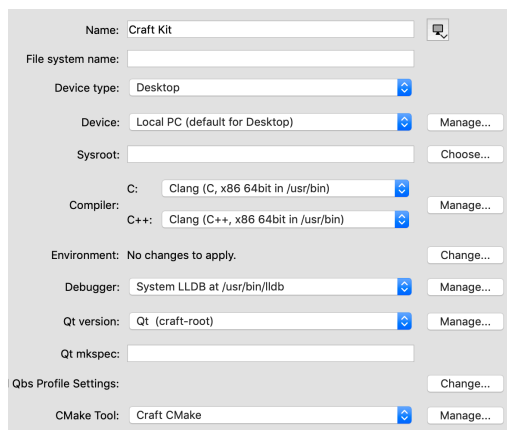 Name: Craft Kit
File system name:
Device type: Desktop
Device: Local PC (default for Desktop) Manage...
Sysroot: Choose...
C: Clang (C, x86 64bit in /usr/bin)
Compiler: Manage...
C++: Clang (C++, x86 64bit in /usr/bin)
Environment: No changes to apply. Change...
Debugger: System LLDB at /usr/bin/lldb Manage...
Qt version: Qt (craft-root) Manage...
Qt mkspec:
Qbs Profile Settings: Change...
CMake Tool: Craft CMake Manage...